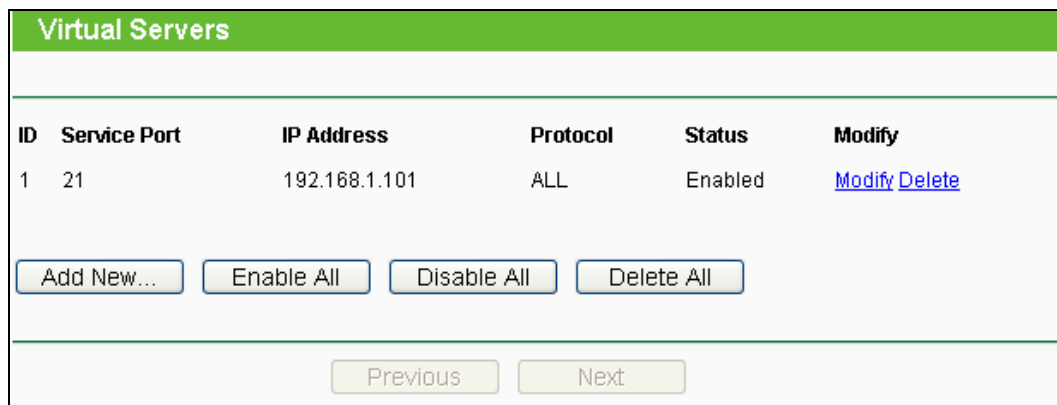 Virtual Servers
ID Service Port IP Address Protocol Status Modify
1 21 192.168.1.101 ALL Enabled Modify Delete
Add New... Enable All Disable All Delete All
Previous Next